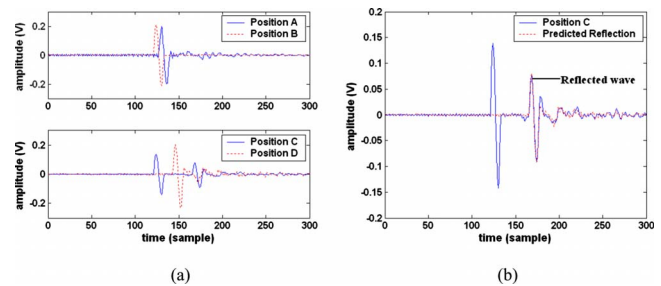 Position A
Position B
amplitude (V)
0.2
0
-0.2
0 50 100 150 200 250 300
Position C
Position D
amplitude (V)
0.2
0
-0.2
0 50 100 150 200 250 300
time (sample)
(a)
Position C
Predicted Reflection
Reflected wave
amplitude (V)
0.2
0.15
0.1
0.05
0
-0.05
-0.1
-0.15
-0.2
0 50 100 150 200 250 300
time (sample)
(b)